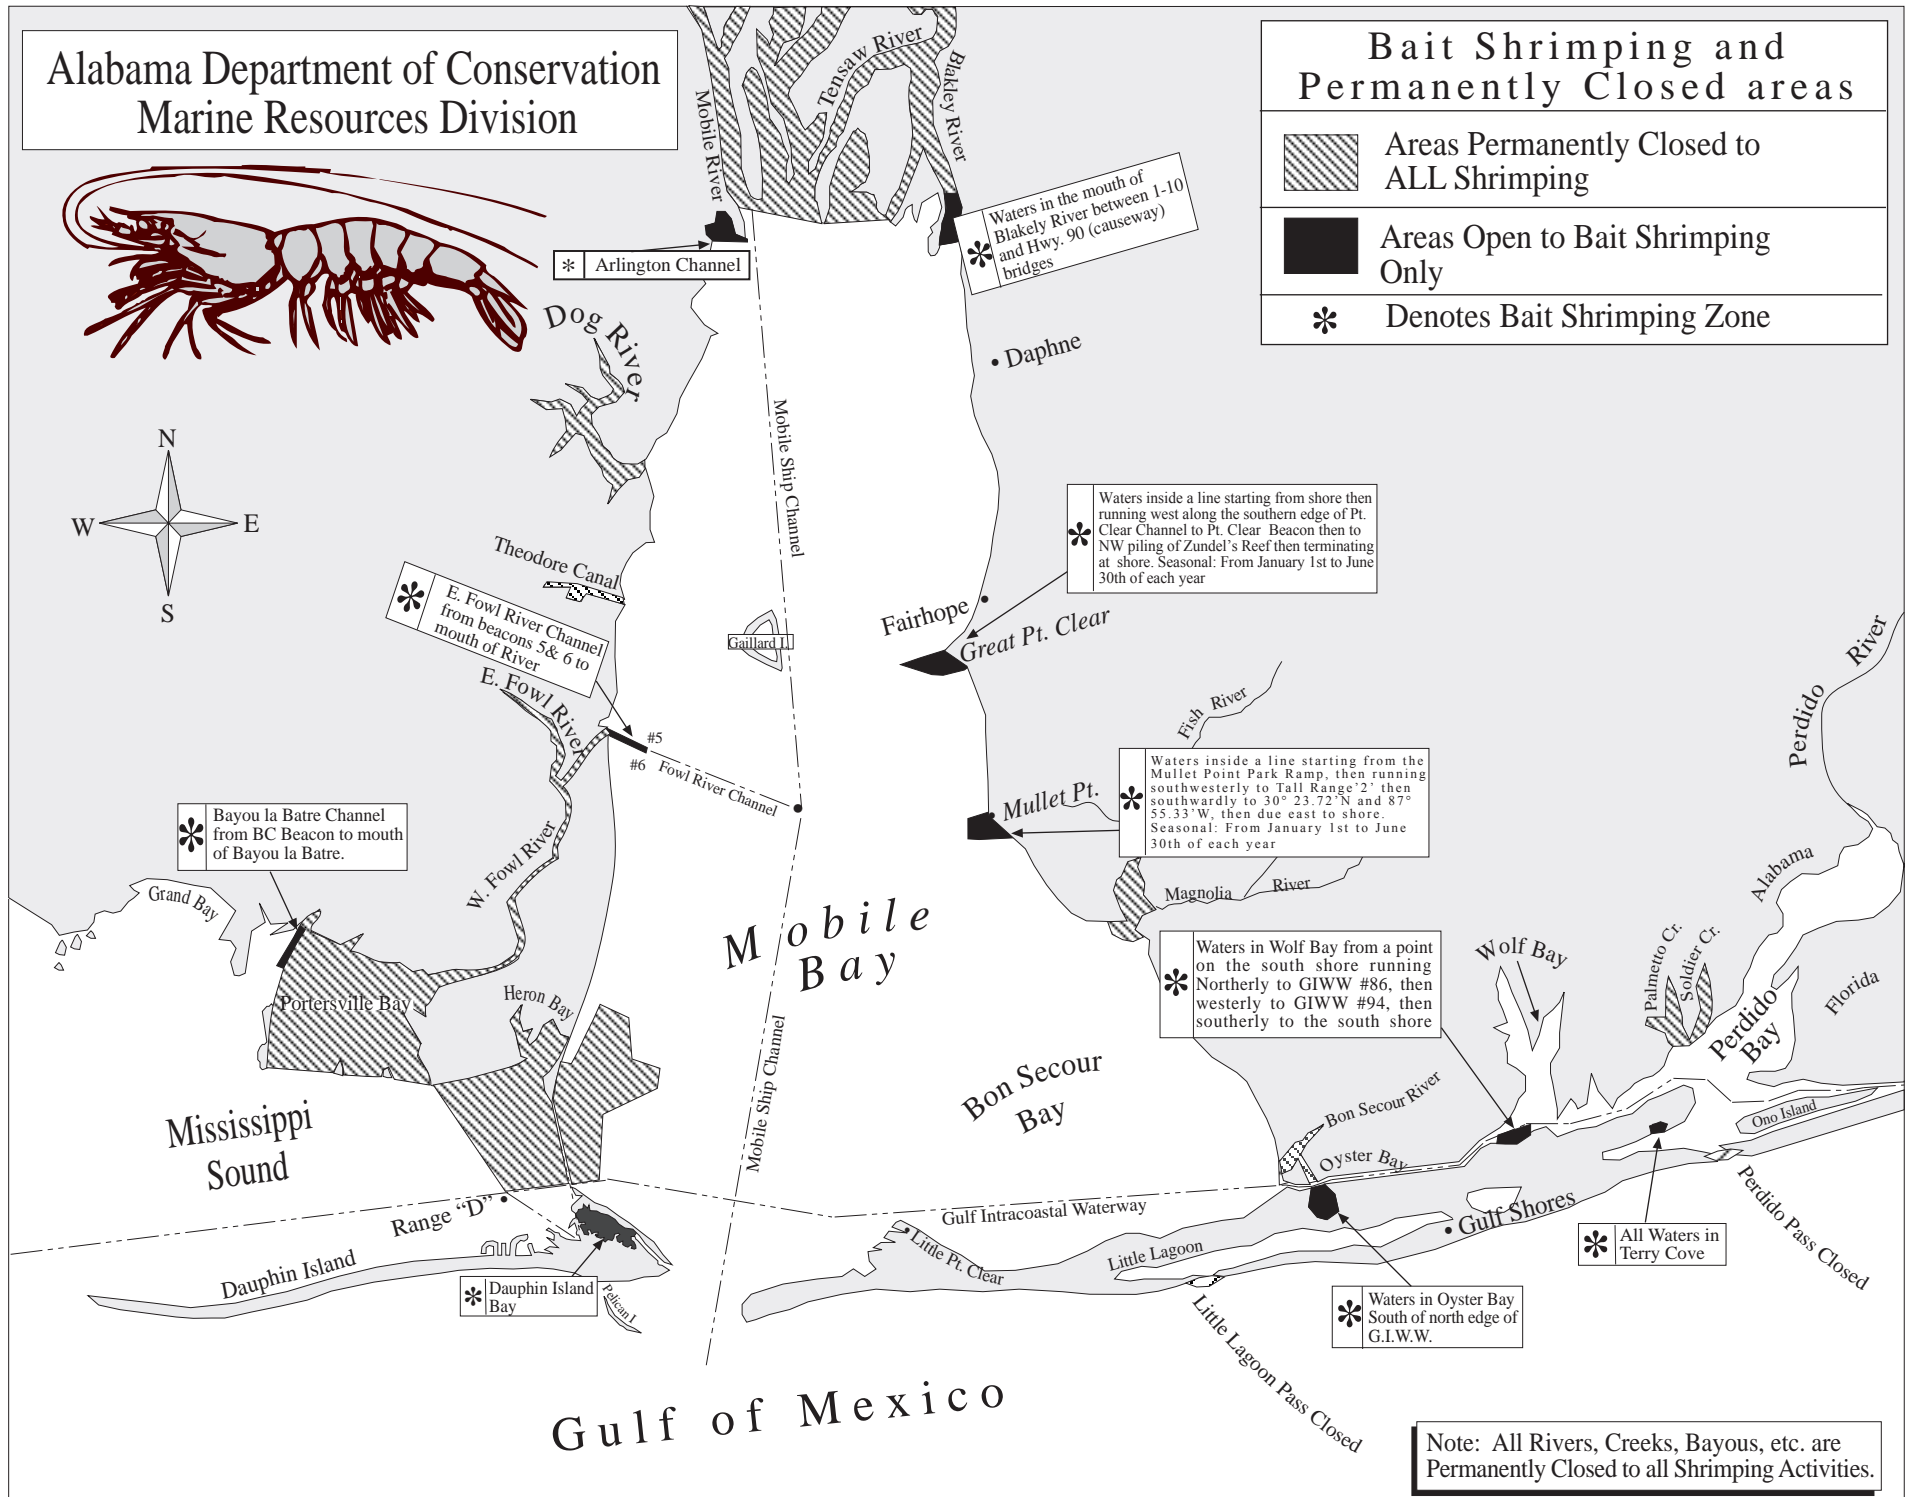 Alabama Department of Conservation
Marine Resources Division
Bait Shrimping and
Permanently Closed areas
Areas Permanently Closed to
ALL Shrimping
Areas Open to Bait Shrimping
Only
* Denotes Bait Shrimping Zone
Mobile River
Tensaw River
Blakley River
* Waters in the mouth of
Blakely River between 1-10
and Hwy. 90 (causeway)
bridges
* Arlington Channel
Dog River
Daphne
N
W
E
S
Mobile Ship Channel
* Waters inside a line starting from shore then
running west along the southern edge of Pt.
Clear Channel to Pt. Clear Beacon then to
NW piling of Zundel's Reef then terminating
at shore. Seasonal: From January 1st to June
30th of each year
Theodore Canal
* E. Fowl River Channel
from beacons 5& 6 to
mouth of River
Fairhope
Great Pt. Clear
Gaillard I.
E. Fowl River
#5
#6
Fowl River Channel
Fish River
Perdido River
Mullet Pt.
* Waters inside a line starting from the
Mullet Point Park Ramp, then running
southwesterly to Tall Range'2' then
southwardly to 30° 23.72'N and 87°
55.33'W, then due east to shore.
Seasonal: From January 1st to June
30th of each year
* Bayou la Batre Channel
from BC Beacon to mouth
of Bayou la Batre.
W. Fowl River
Grand Bay
Magnolia River
Alabama
Mobile
Bay
* Waters in Wolf Bay from a point
on the south shore running
Northerly to GIWW #86, then
westerly to GIWW #94, then
southerly to the south shore
Wolf Bay
Palmetto Cr.
Soldier Cr.
Perdido
Bay
Florida
Portersville Bay
Heron Bay
Mobile Ship Channel
Bon Secour
Bay
Bon Secour River
Oyster Bay
Ono Island
Mississippi
Sound
Range “D”
Gulf Intracoastal Waterway
Gulf Shores
Perdido Pass Closed
* All Waters in
Terry Cove
Dauphin Island
Little Pt. Clear
Little Lagoon
* Dauphin Island
Bay
Pelican I
* Waters in Oyster Bay
South of north edge of
G.I.W.W.
Little Lagoon Pass Closed
Gulf of Mexico
Note: All Rivers, Creeks, Bayous, etc. are
Permanently Closed to all Shrimping Activities.